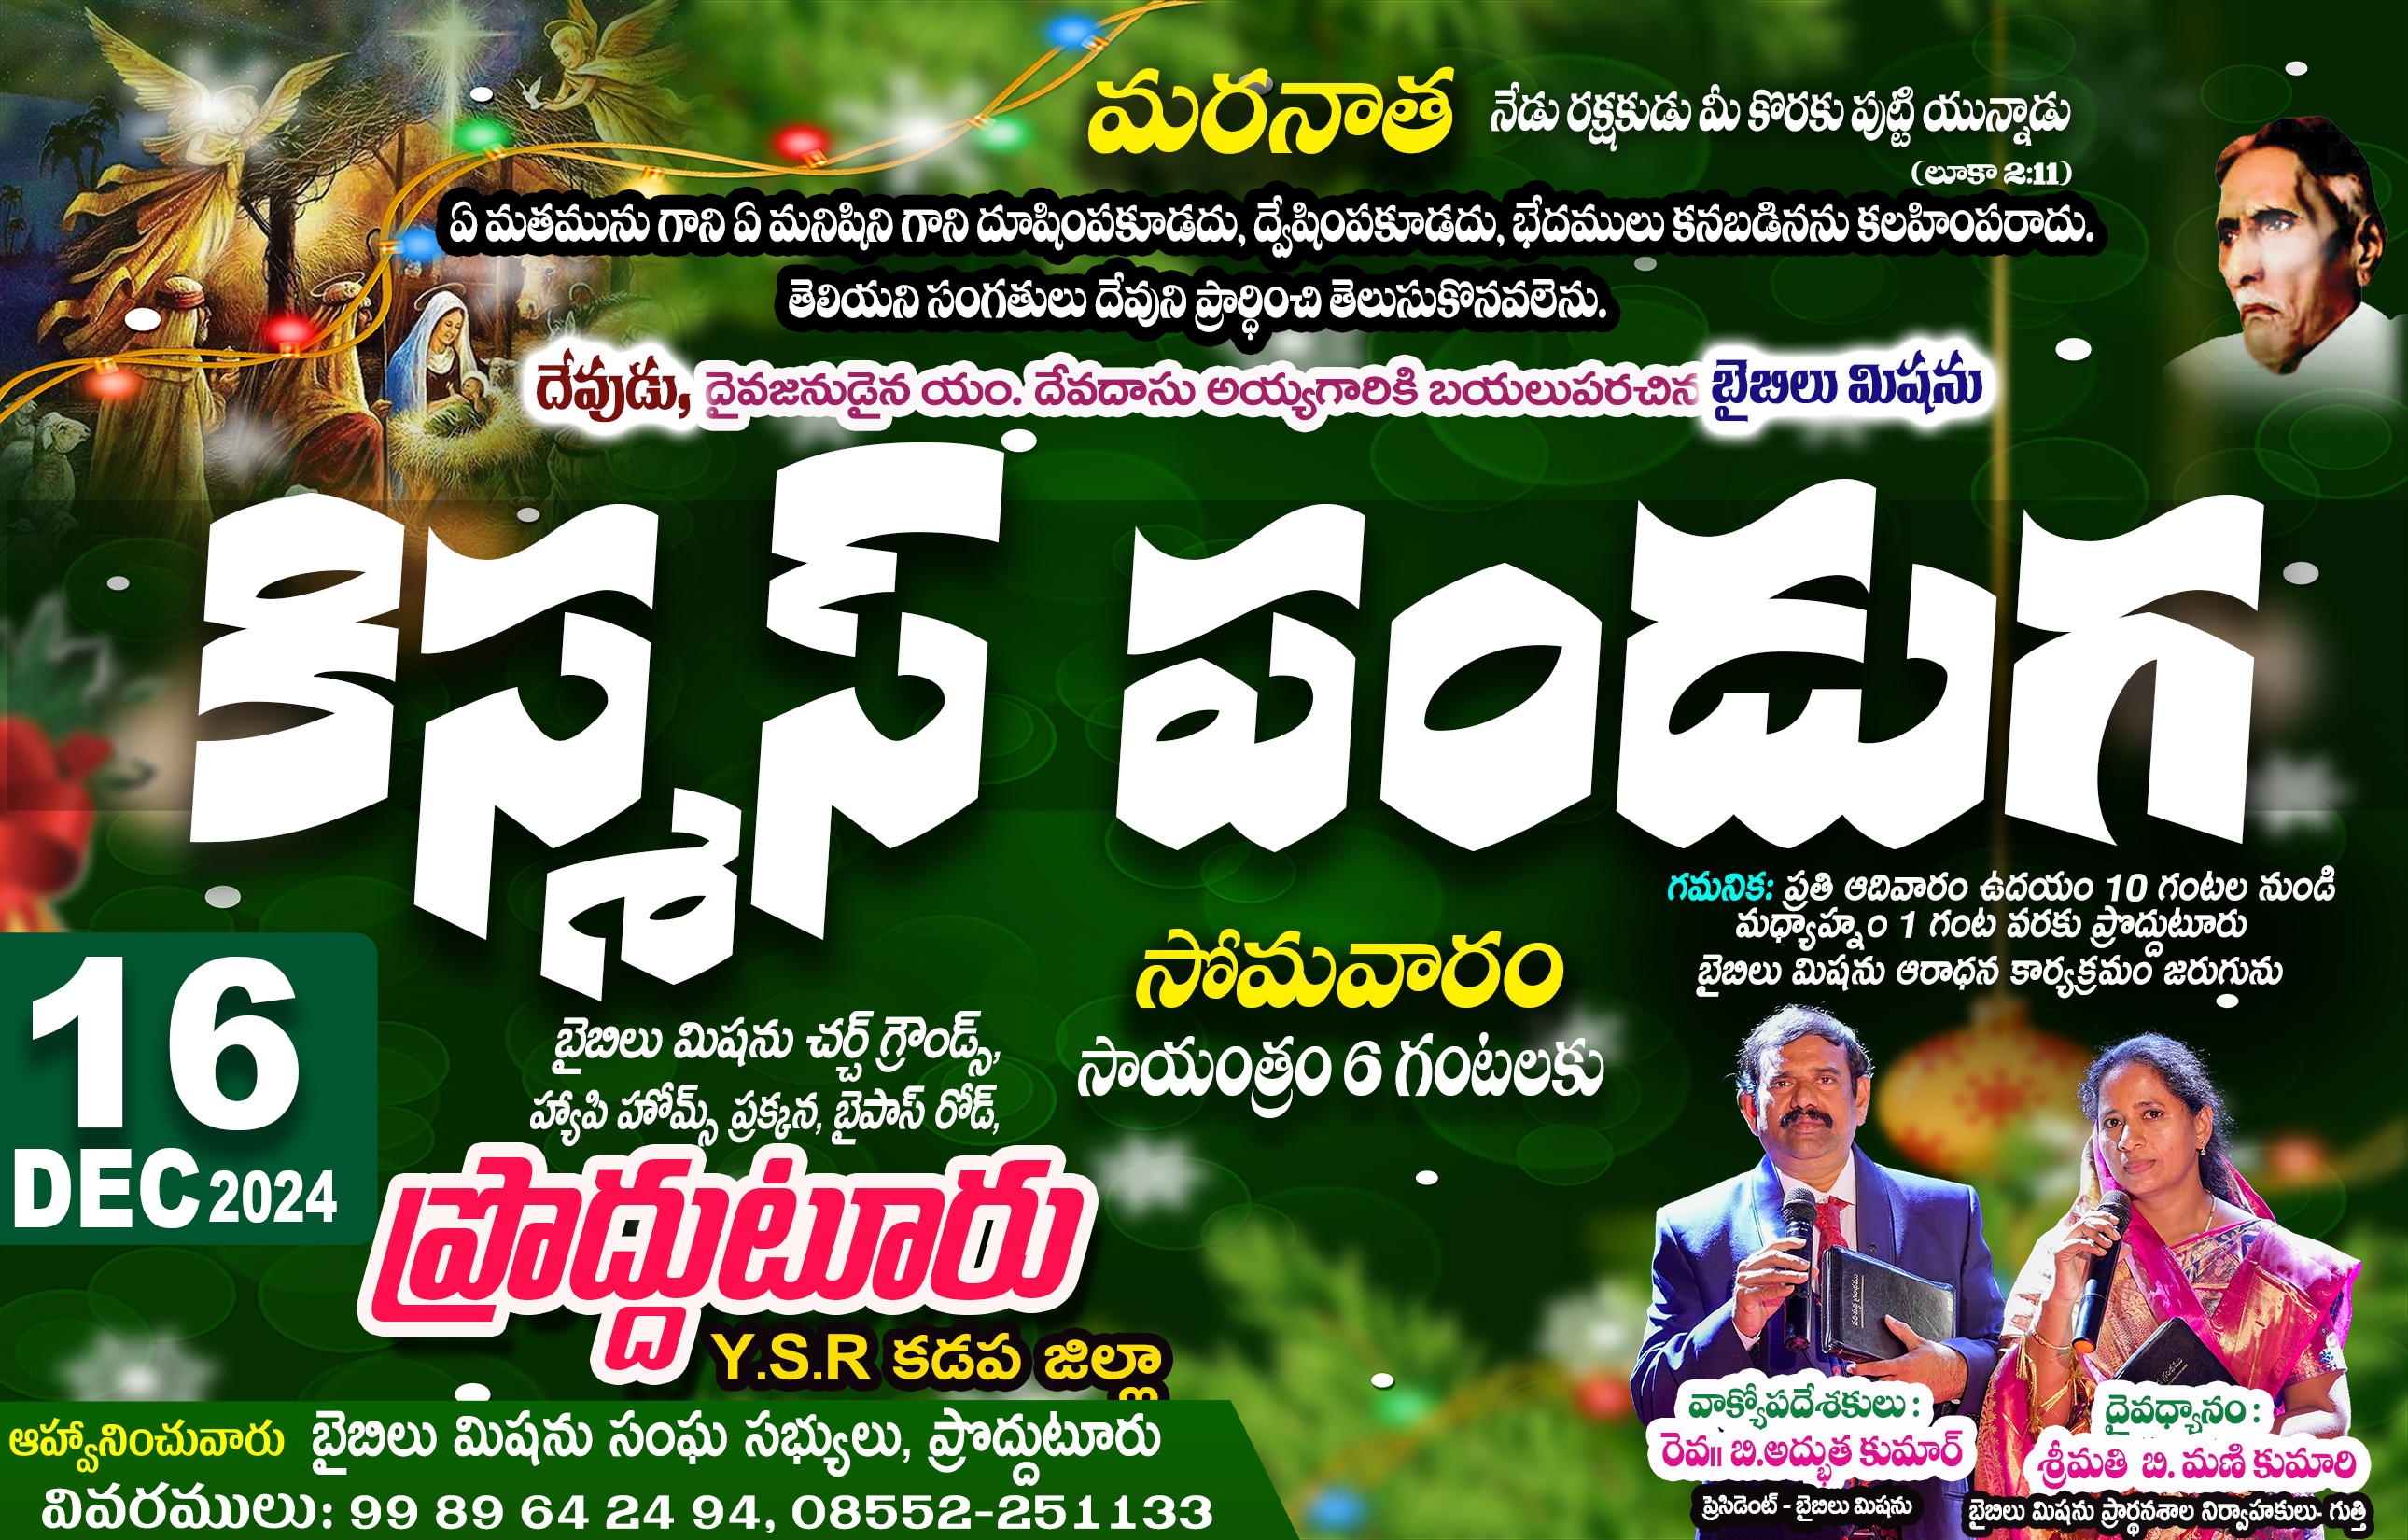 మరనాత నేడు రక్షకుడు మీ కొరకు పుట్టి యున్నాడు
(లూకా 2:11)
ఏ మతమును గాని ఏ మనిషిని గాని దూషింపకూడదు, ద్వేషింపకూడదు, భేదములు కనబడినను కలహింపరాదు.
తెలియని సంగతులు దేవుని ప్రార్ధించి తెలుసుకొనవలెను.
దేవుడు, దైవజనుడైన యం. దేవదాసు అయ్యగారికి బయలుపరచిన బైబిలు మిషను
కిన్నస్ పండుగ
గమనిక: ప్రతి ఆదివారం ఉదయం 10 గంటల నుండి
మధ్యాహ్నం 1 గంట వరకు ప్రొద్దుటూరు
బైబిలు మిషను ఆరాధన కార్యక్రమం జరుగును
16
DEC 2024
సోమవారం
సాయంత్రం 6 గంటలకు
బైబిలు మిషను చర్చ్ గ్రౌండ్స్,
హ్యాపి హోమ్స్ ప్రక్కన, బైపాస్ రోడ్,
ప్రొద్దుటూరు
Y.S.R కడప జిల్లా
ఆహ్వానించువారు బైబిలు మిషను సంఘ సభ్యులు, ప్రొద్దుటూరు
వివరములు: 99 89 64 24 94, 08552-251133
వాక్యోపదేశకులు :
రెవ॥ బి.అద్భుత కుమార్
ప్రెసిడెంట్ - బైబిలు మిషను
దైవధ్యానం :
శ్రీమతి బి. మణి కుమారి
బైబిలు మిషను ప్రార్థనశాల నిర్వాహకులు- గుత్తి